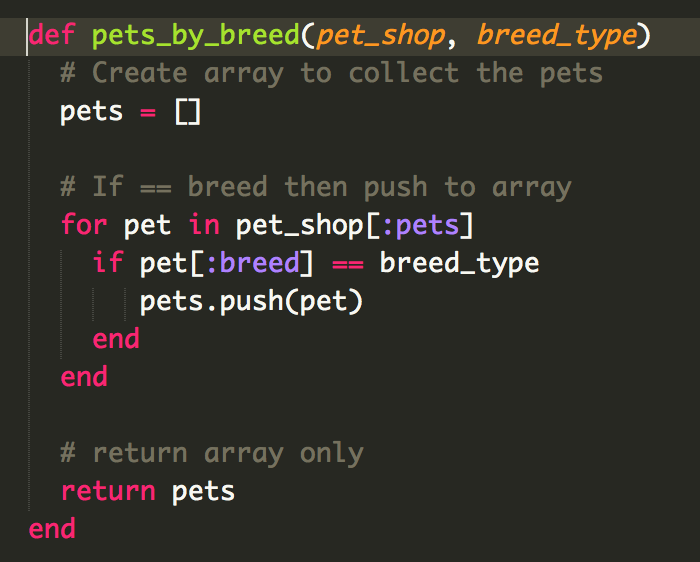 def pets_by_breed(pet_shop, breed_type)
  # Create array to collect the pets
  pets = []

  # If == breed then push to array
  for pet in pet_shop[:pets]
    if pet[:breed] == breed_type
       pets.push(pet)
    end
  end

  # return array only
  return pets
end